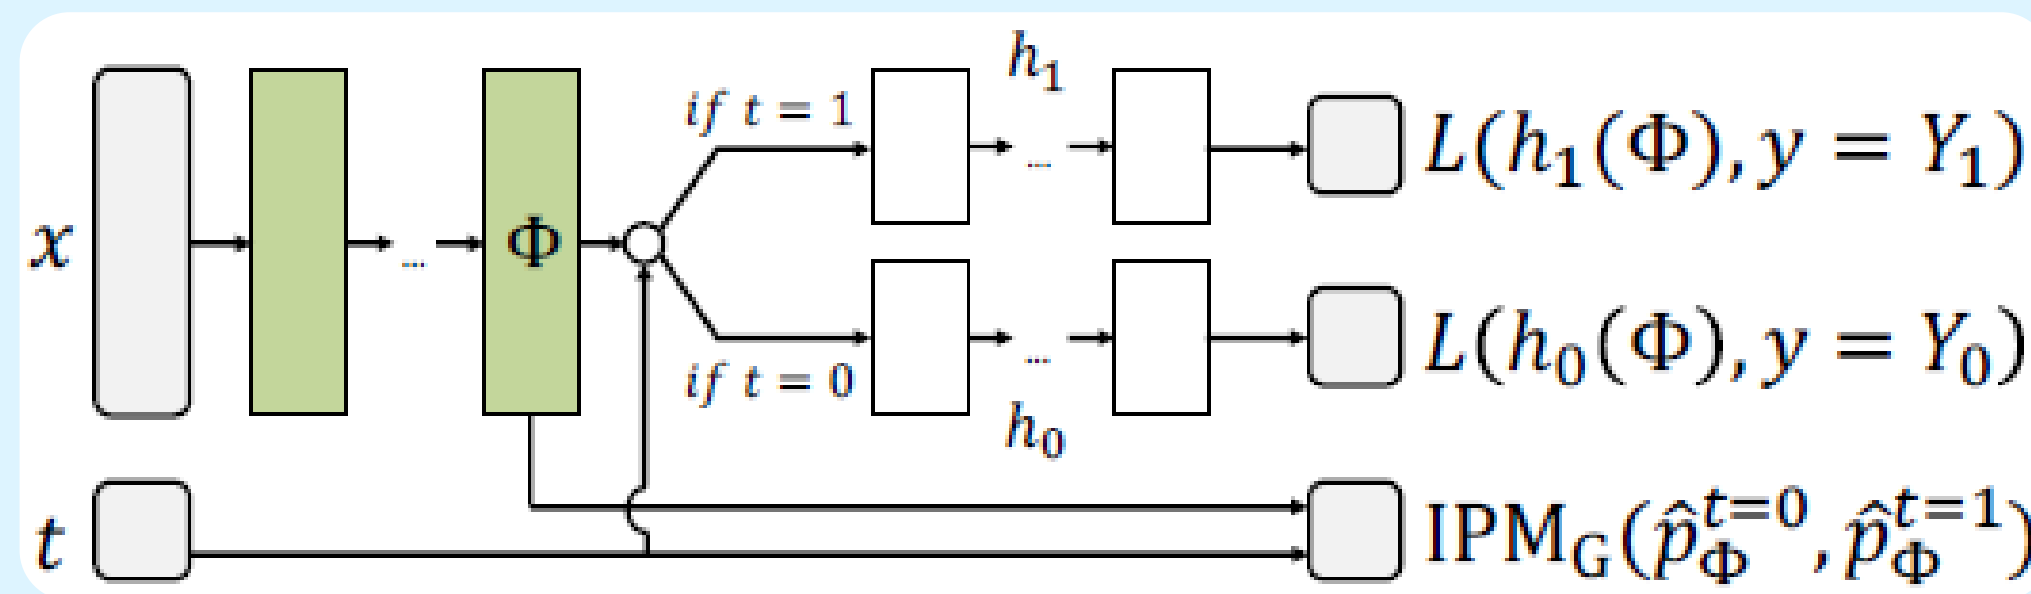 h₁
if t = 1
L(h₁(Φ), y = Y₁)
x
...
...
Φ
L(h₀(Φ), y = Y₀)
...
if t = 0
h₀
t
IPM_G(p̂_Φ^{t=0}, p̂_Φ^{t=1})